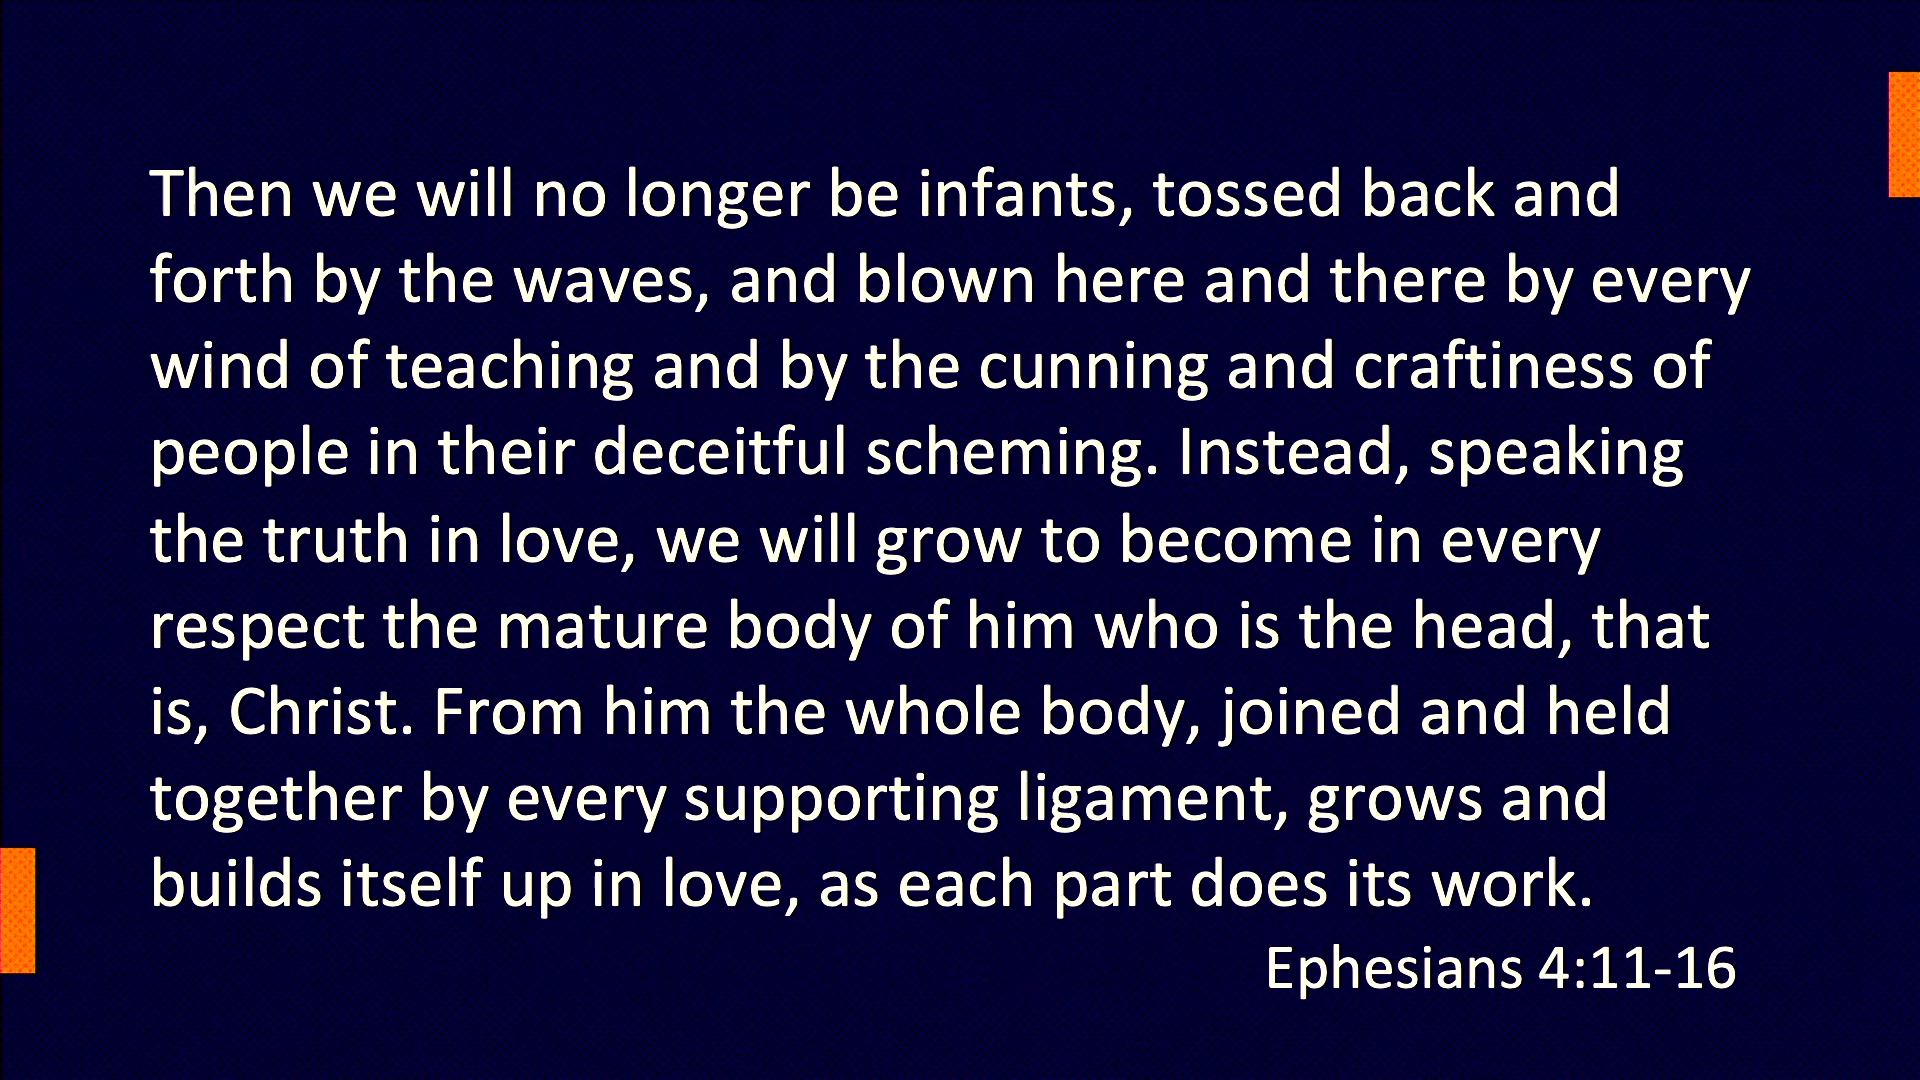 Then we will no longer be infants, tossed back and
forth by the waves, and blown here and there by every
wind of teaching and by the cunning and craftiness of
people in their deceitful scheming. Instead, speaking
the truth in love, we will grow to become in every
respect the mature body of him who is the head, that
is, Christ. From him the whole body, joined and held
together by every supporting ligament, grows and
builds itself up in love, as each part does its work.
Ephesians 4:11-16